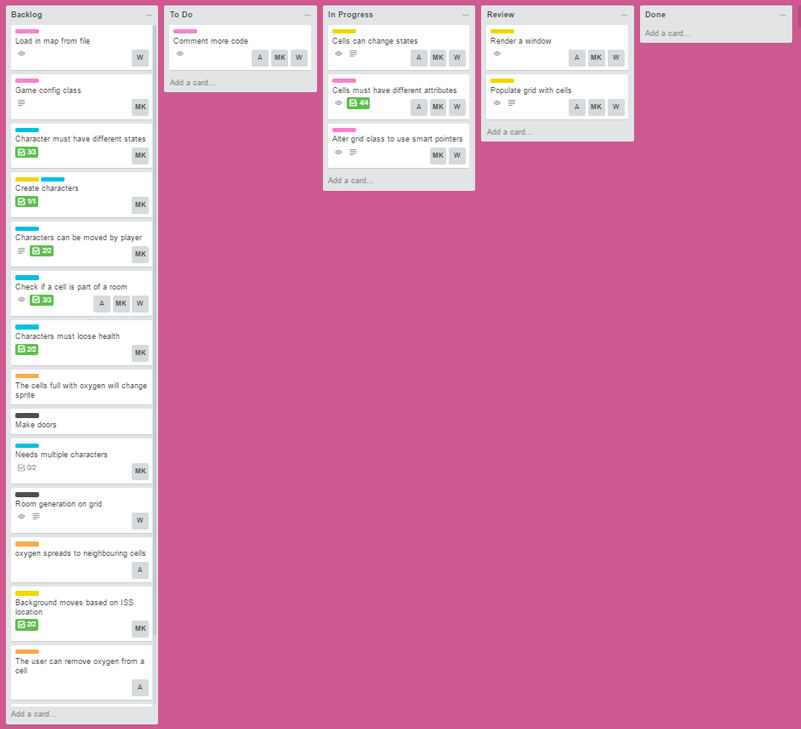 Backlog
Load in map from file
W
Game config class
MK
Character must have different states
3/3
MK
Create characters
1/1
MK
Characters can be moved by player
2/2
MK
Check if a cell is part of a room
3/3
A MK W
Characters must loose health
2/2
MK
The cells full with oxygen will change
sprite
Make doors
Needs multiple characters
0/2
MK
Room generation on grid
W
oxygen spreads to neighbouring cells
A
Background moves based on ISS
location
2/2
MK
The user can remove oxygen from a
cell
A
Add a card...
To Do
Comment more code
A MK W
Add a card...
In Progress
Cells can change states
A MK W
Cells must have different attributes
4/4
A MK W
Alter grid class to use smart pointers
MK W
Add a card...
Review
Render a window
A MK W
Populate grid with cells
A MK W
Add a card...
Done
Add a card...